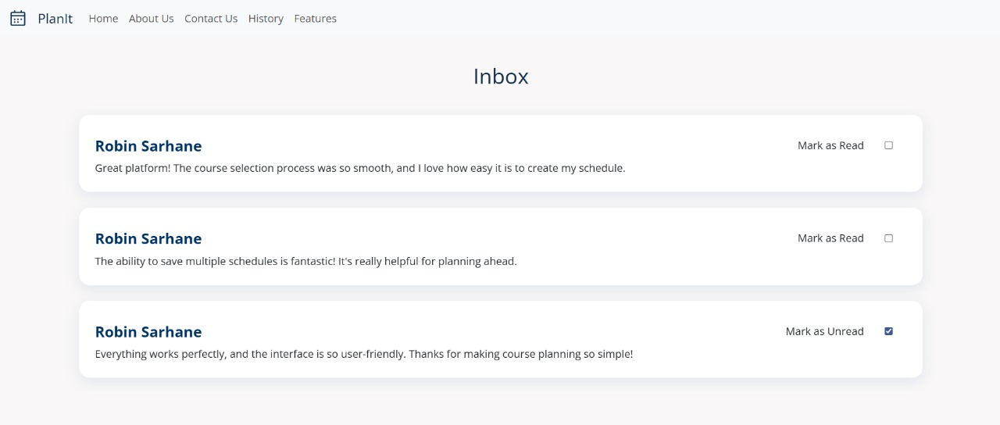 PlanIt Home About Us Contact Us History Features
Inbox
Robin Sarhane Mark as Read
Great platform! The course selection process was so smooth, and I love how easy it is to create my schedule.
Robin Sarhane Mark as Read
The ability to save multiple schedules is fantastic! It's really helpful for planning ahead.
Robin Sarhane Mark as Unread
Everything works perfectly, and the interface is so user-friendly. Thanks for making course planning so simple!